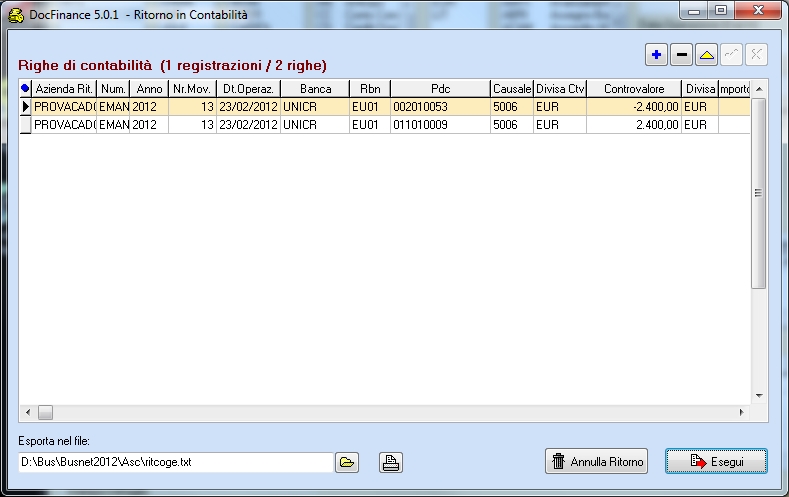 DocFinance 5.0.1 - Ritorno in Contabilità
Righe di contabilità (1 registrazioni / 2 righe)
Azienda Rit. Num. Anno Nr.Mov. Dt.Operaz. Banca Rbn Pdc Causale Divisa Ctv Controvalore Divisa mporto
PROVACADO EMAN 2012 13 23/02/2012 UNICR EU01 002010053 5006 EUR -2.400,00 EUR
PROVACADO EMAN 2012 13 23/02/2012 UNICR EU01 011010009 5006 EUR 2.400,00 EUR
Esporta nel file:
D:\Bus\Busnet2012\Asc\ritcoge.txt
Annulla Ritorno
Esegui